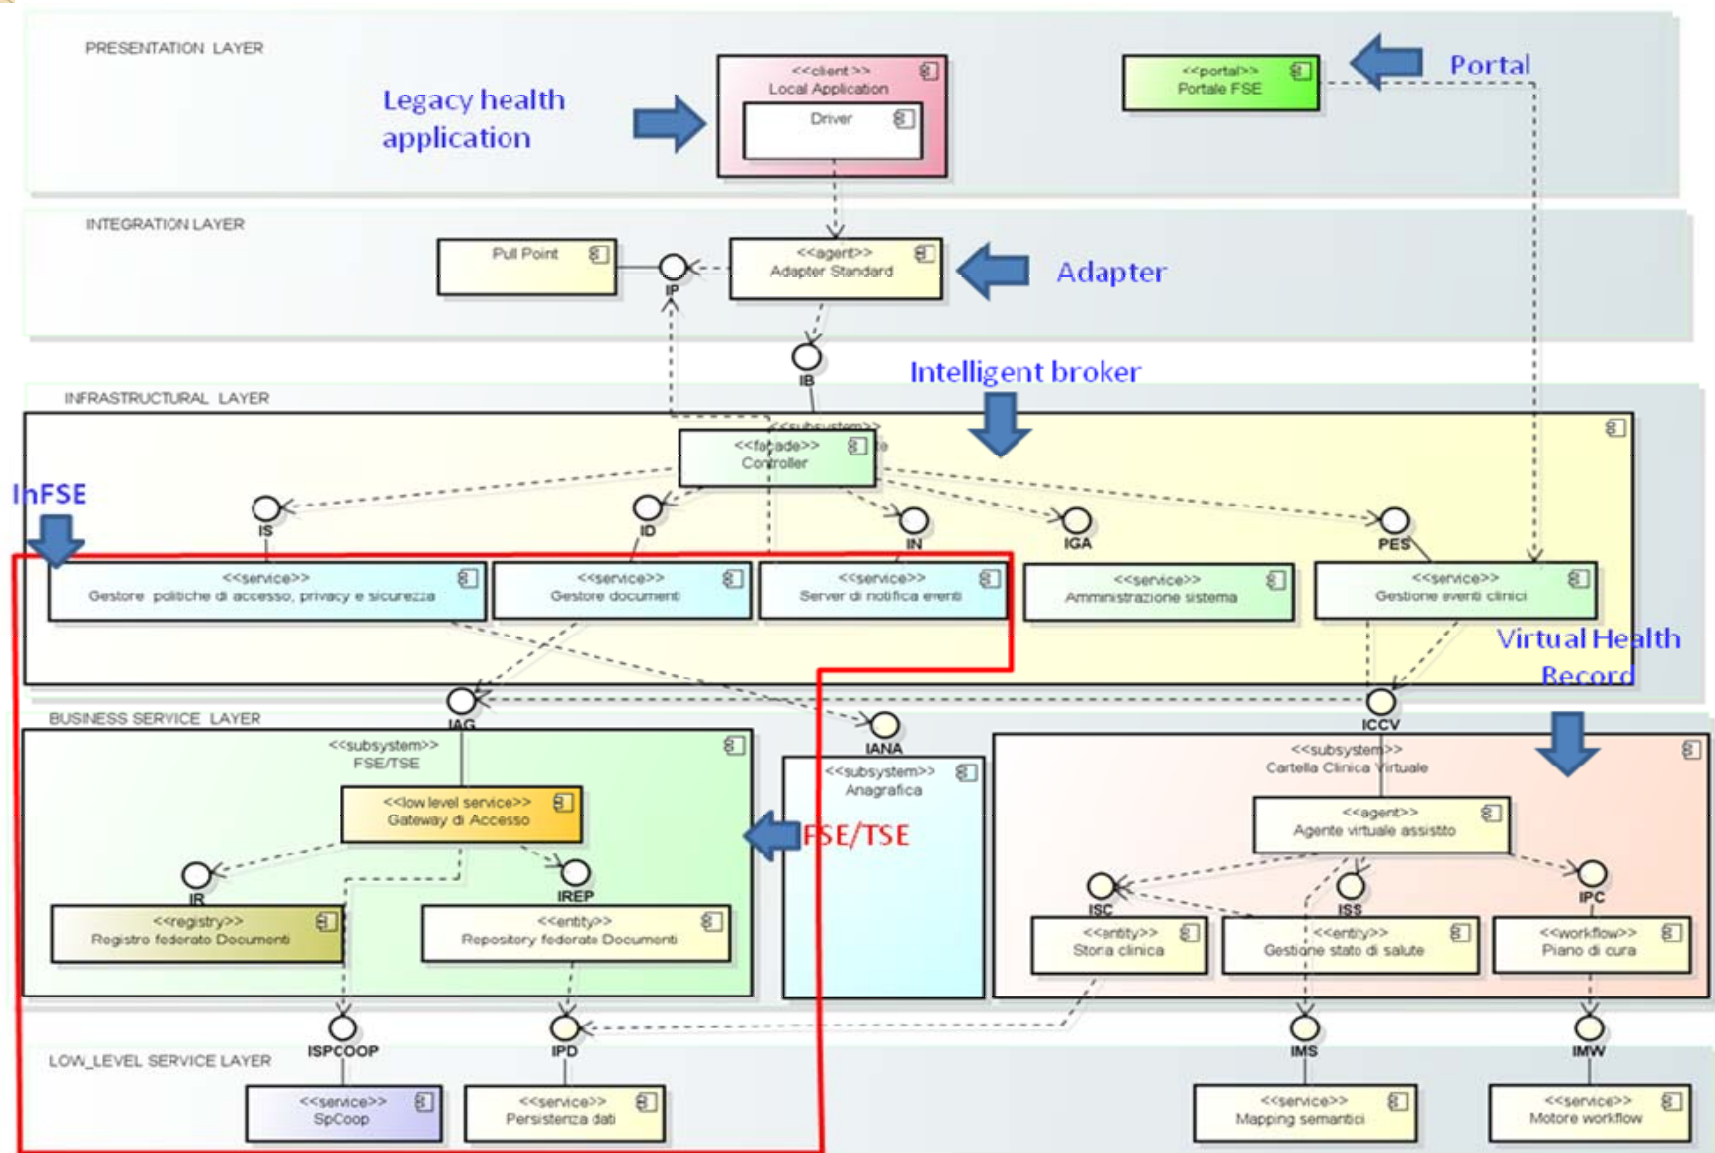 PRESENTATION LAYER
<<client>>
Local Application
Driver
<<portal>>
Portale FSE
Portal
Legacy health
application
INTEGRATION LAYER
Pull Point
IP
<<agent>>
Adapter Standard
Adapter
IB
Intelligent broker
INFRASTRUCTURAL LAYER
<<subsystem>>
<<façade>>
Controller
InFSE
IS
ID
IN
IGA
PES
<<service>>
Gestore politiche di accesso, privacy e sicurezza
<<service>>
Gestore documenti
<<service>>
Server di notifica eventi
<<service>>
Amministrazione sistema
<<service>>
Gestione eventi clinici
Virtual Health
Record
IAG
IANA
ICCV
BUSINESS SERVICE LAYER
<<subsystem>>
FSE/TSE
<<subsystem>>
Anagrafica
<<subsystem>>
Cartella Clinica Virtuale
<<low level service>>
Gateway di Accesso
FSE/TSE
<<agent>>
Agente virtuale assistito
IR
IREP
ISC
ISS
IPC
<<registry>>
Registro federato Documenti
<<entity>>
Repository federato Documenti
<<entity>>
Storia clinica
<<entity>>
Gestione stato di salute
<<workflow>>
Piano di cura
ISPCOOP
IPD
IMS
IMW
LOW_LEVEL SERVICE LAYER
<<service>>
SpCoop
<<service>>
Persistenza dati
<<service>>
Mapping semantici
<<service>>
Motore workflow